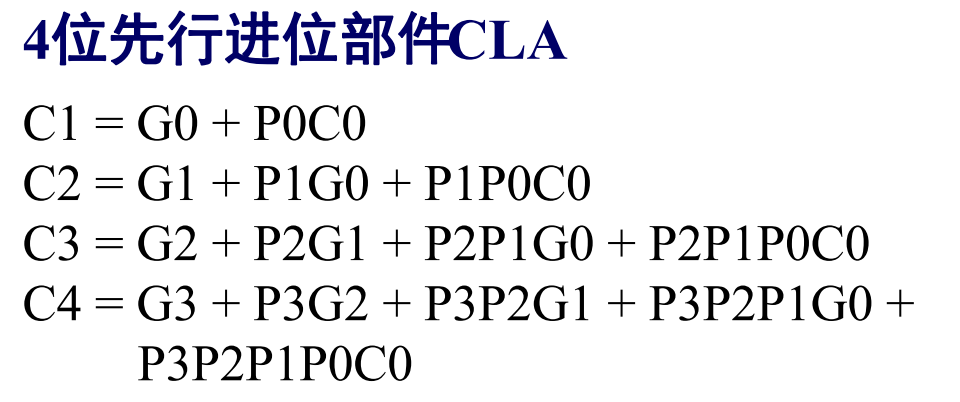 4位先行进位部件CLA
C1 = G0 + P0C0
C2 = G1 + P1G0 + P1P0C0
C3 = G2 + P2G1 + P2P1G0 + P2P1P0C0
C4 = G3 + P3G2 + P3P2G1 + P3P2P1G0 +
P3P2P1P0C0